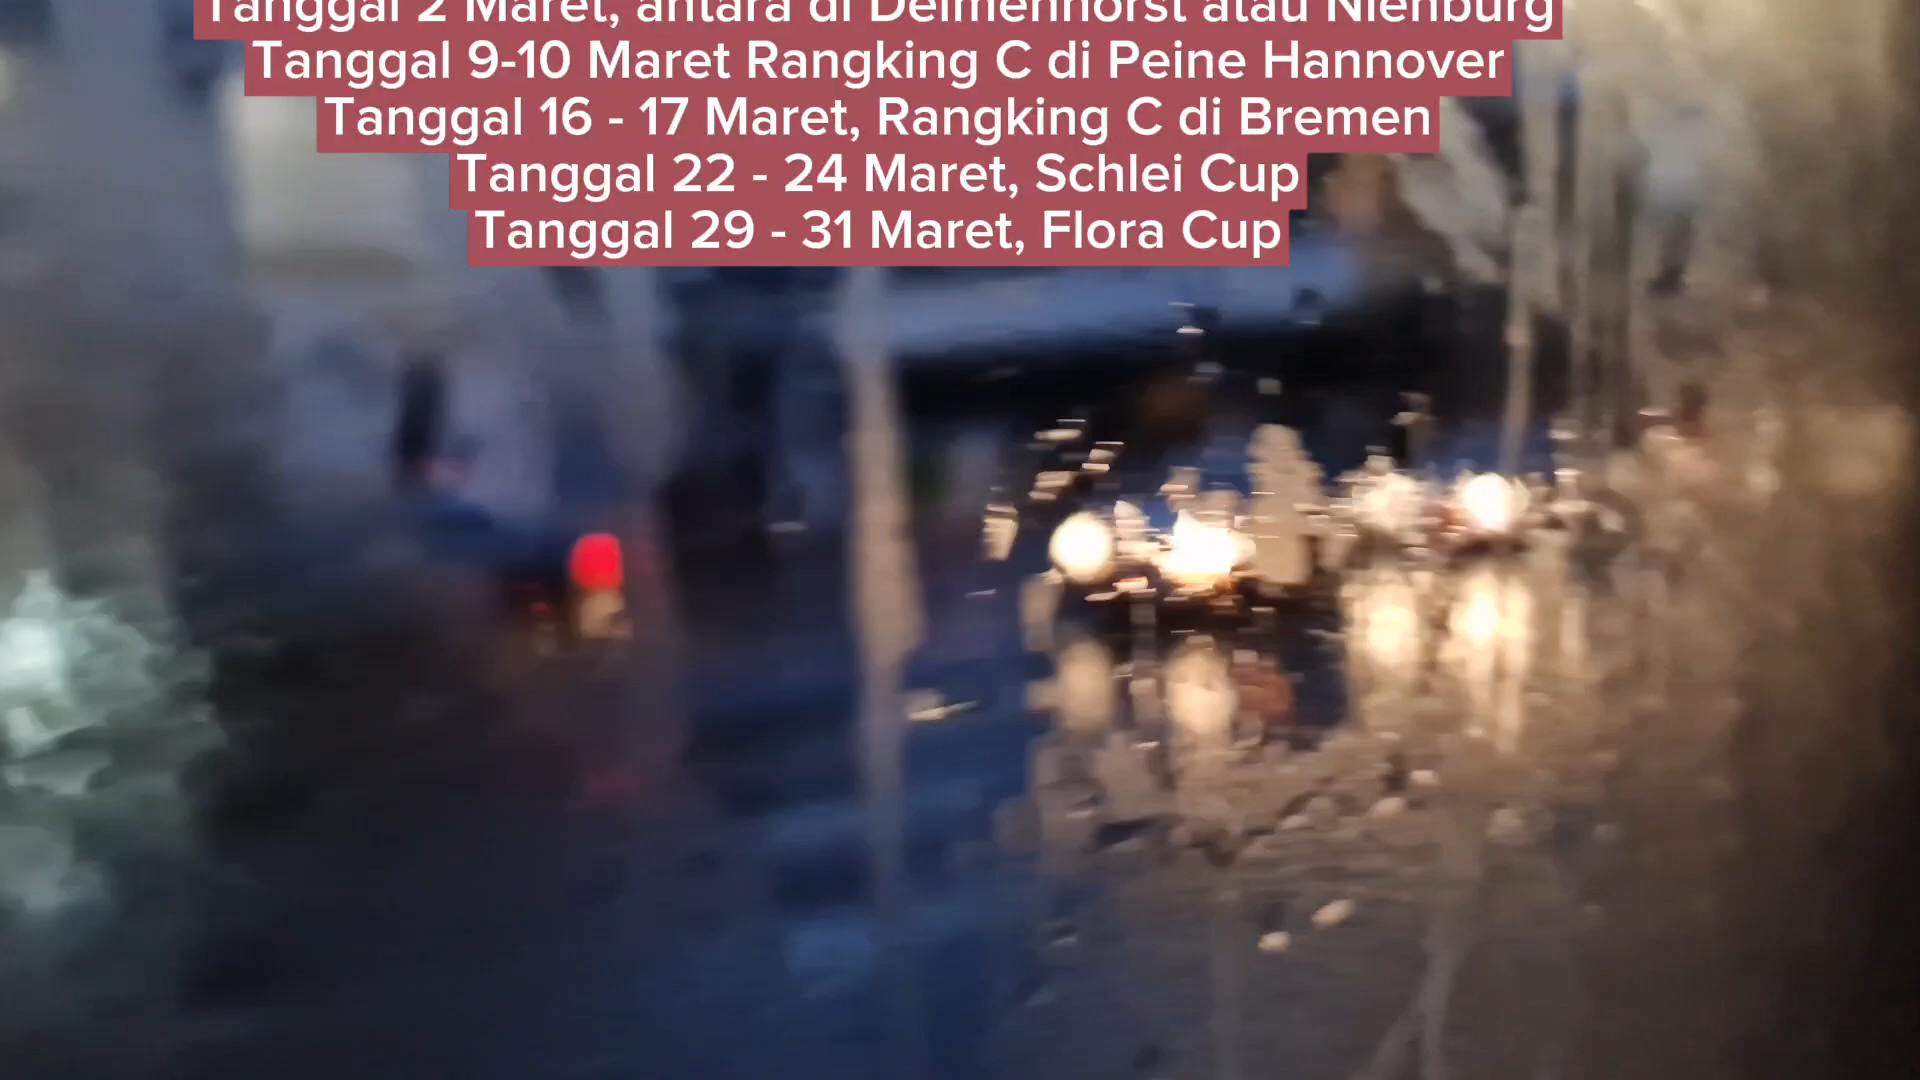 Tanggal 2 Maret, antara di Delmenhorst atau Nienburg
Tanggal 9-10 Maret Rangking C di Peine Hannover
Tanggal 16 - 17 Maret, Rangking C di Bremen
Tanggal 22 - 24 Maret, Schlei Cup
Tanggal 29 - 31 Maret, Flora Cup